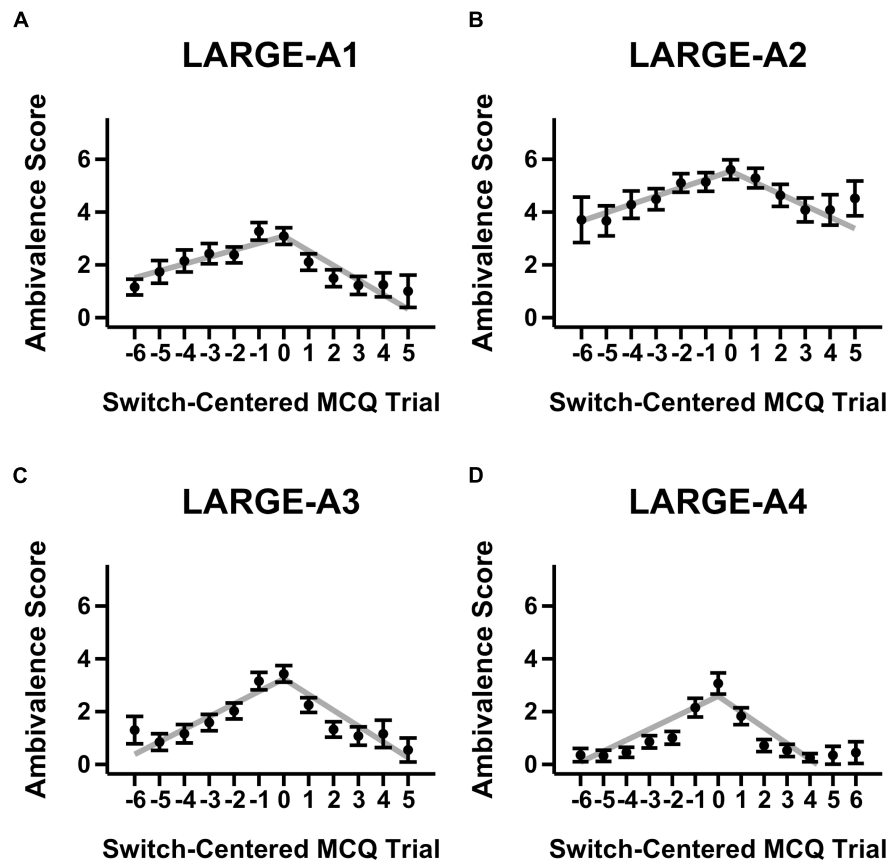 A
LARGE-A1
Ambivalence Score
6
4
2
0
-6 -5 -4 -3 -2 -1 0 1 2 3 4 5
Switch-Centered MCQ Trial
B
LARGE-A2
Ambivalence Score
6
4
2
0
-6 -5 -4 -3 -2 -1 0 1 2 3 4 5
Switch-Centered MCQ Trial
C
LARGE-A3
Ambivalence Score
6
4
2
0
-6 -5 -4 -3 -2 -1 0 1 2 3 4 5
Switch-Centered MCQ Trial
D
LARGE-A4
Ambivalence Score
6
4
2
0
-6 -5 -4 -3 -2 -1 0 1 2 3 4 5 6
Switch-Centered MCQ Trial